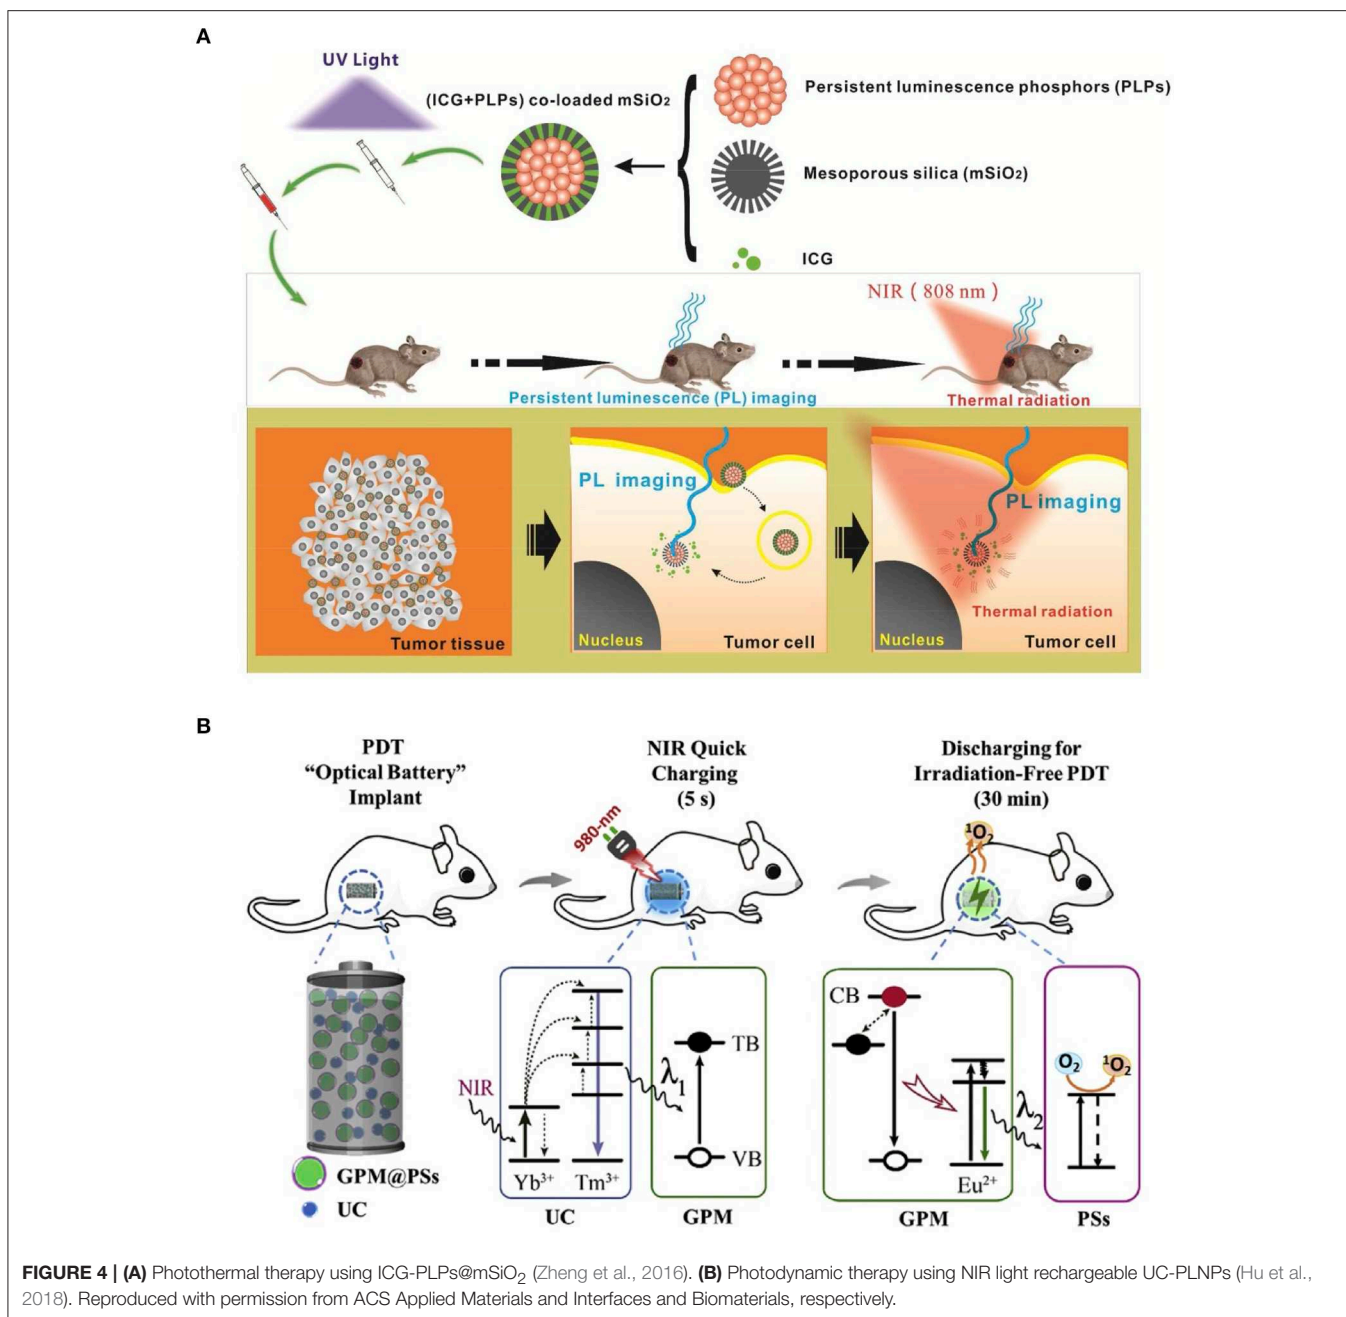 A
UV Light
(ICG+PLPs) co-loaded mSiO₂
Persistent luminescence phosphors (PLPs)
Mesoporous silica (mSiO₂)
ICG
NIR ( 808 nm )
Persistent luminescence (PL) imaging
Thermal radiation
PL imaging
PL imaging
Thermal radiation
Tumor tissue
Nucleus
Tumor cell
Nucleus
Tumor cell
B
PDT
“Optical Battery”
Implant
NIR Quick
Charging
(5 s)
Discharging for
Irradiation-Free PDT
(30 min)
980-nm
¹O₂
GPM@PSs
UC
NIR
Yb³⁺
Tm³⁺
UC
λ₁
TB
VB
GPM
CB
Eu²⁺
GPM
λ₂
O₂
¹O₂
PSs
FIGURE 4 | (A) Photothermal therapy using ICG-PLPs@mSiO₂ (Zheng et al., 2016). (B) Photodynamic therapy using NIR light rechargeable UC-PLNPs (Hu et al.,
2018). Reproduced with permission from ACS Applied Materials and Interfaces and Biomaterials, respectively.